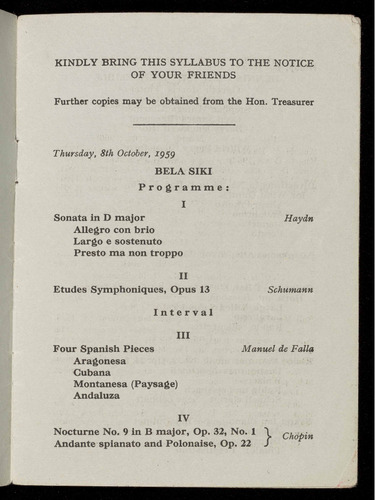 KINDLY BRING THIS SYLLABUS TO THE NOTICE
OF YOUR FRIENDS
Further copies may be obtained from the Hon. Treasurer
Thursday, 8th October, 1959
BELA SIKI
Programme:
I
Sonata in D major Haydn
Allegro con brio
Largo e sostenuto
Presto ma non troppo
II
Etudes Symphoniques, Opus 13 Schumann
Interval
III
Four Spanish Pieces Manuel de Falla
Aragonesa
Cubana
Montanesa (Paysage)
Andaluza
IV
Nocturne No. 9 in B major, Op. 32, No. 1
Andante spianato and Polonaise, Op. 22 } Chopin